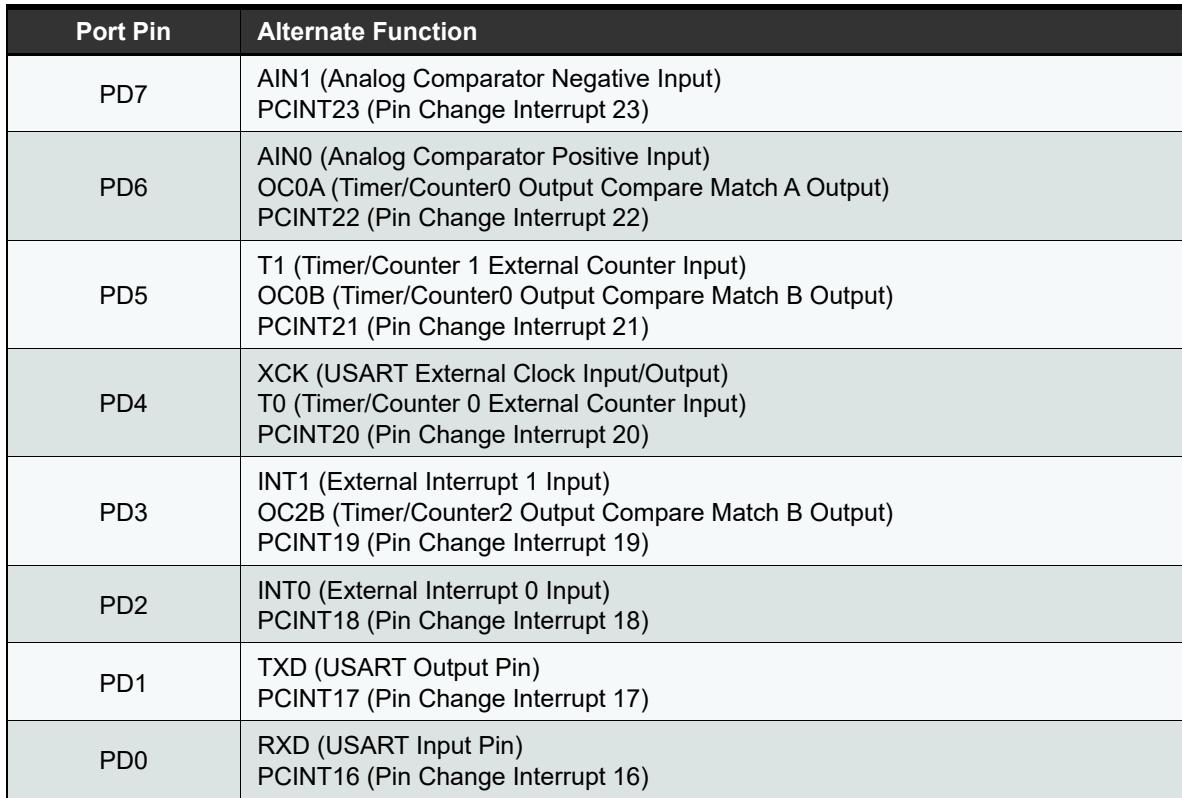 Port Pin Alternate Function
PD7
AIN1 (Analog Comparator Negative Input)
PCINT23 (Pin Change Interrupt 23)
PD6
AIN0 (Analog Comparator Positive Input)
OC0A (Timer/Counter0 Output Compare Match A Output)
PCINT22 (Pin Change Interrupt 22)
PD5
T1 (Timer/Counter 1 External Counter Input)
OC0B (Timer/Counter0 Output Compare Match B Output)
PCINT21 (Pin Change Interrupt 21)
PD4
XCK (USART External Clock Input/Output)
T0 (Timer/Counter 0 External Counter Input)
PCINT20 (Pin Change Interrupt 20)
PD3
INT1 (External Interrupt 1 Input)
OC2B (Timer/Counter2 Output Compare Match B Output)
PCINT19 (Pin Change Interrupt 19)
PD2
INT0 (External Interrupt 0 Input)
PCINT18 (Pin Change Interrupt 18)
PD1
TXD (USART Output Pin)
PCINT17 (Pin Change Interrupt 17)
PD0
RXD (USART Input Pin)
PCINT16 (Pin Change Interrupt 16)